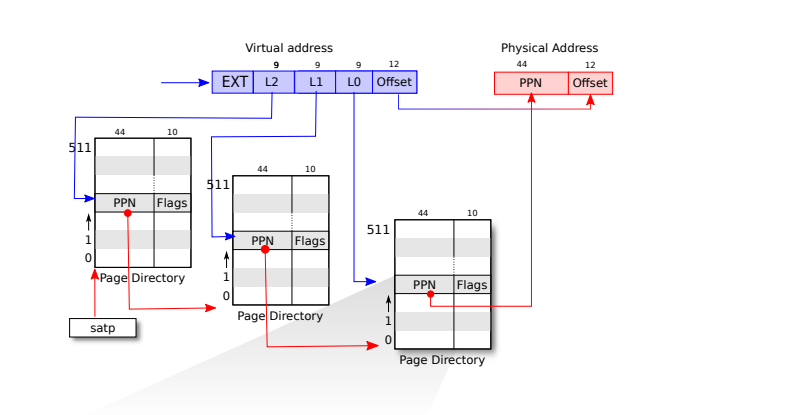 Virtual address
Physical Address
9 9 9 12
44 12
EXT L2 L1 L0 Offset
PPN Offset
44 10
511
PPN Flags
1
0
Page Directory
satp
44 10
511
PPN Flags
1
0
Page Directory
44 10
511
PPN Flags
1
0
Page Directory